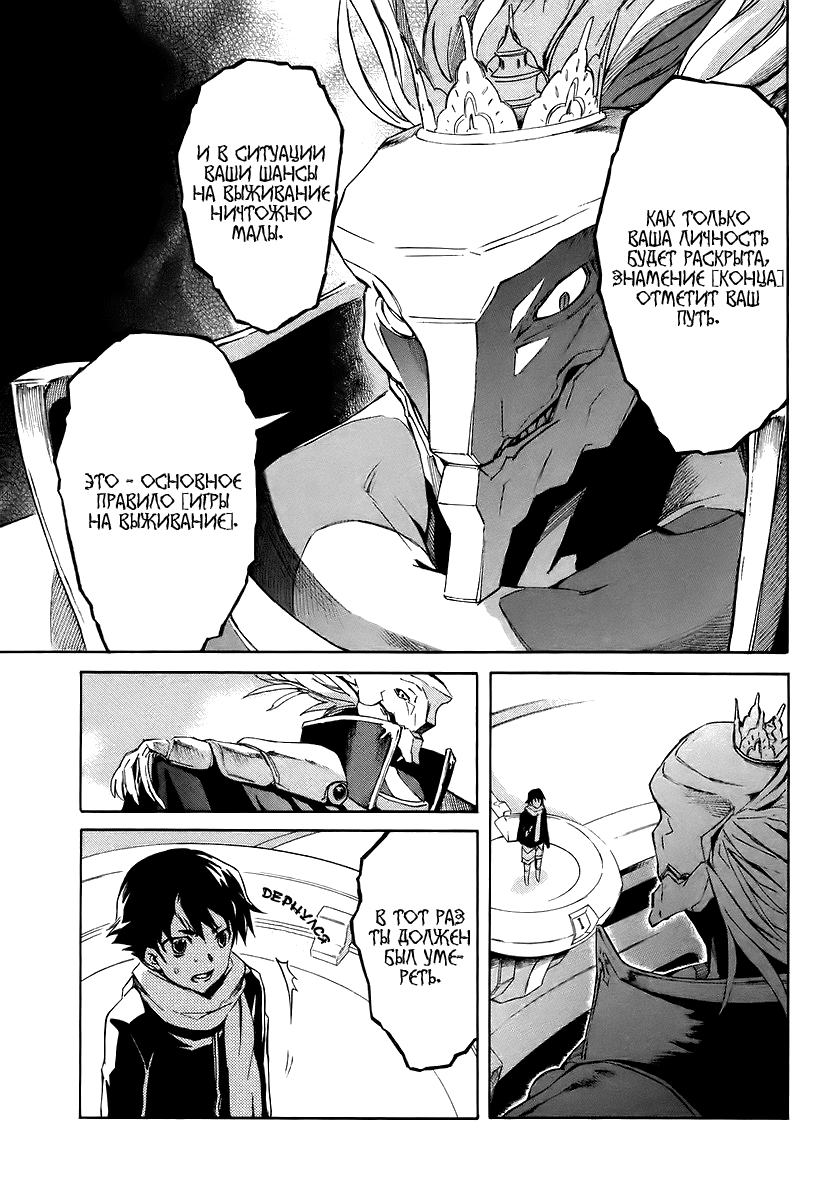 КАК ТОЛЬКО
ВАША ЛИЧНОСТЬ
БУДЕТ РАСКРЫТА,
ЗНАМЕНИЕ [КОНЦА]
ОТМЕТИТ ВАШ
ПУТЬ.
И В СИТУАЦИИ
ВАШИ ШАНСЫ
НА ВЫЖИВАНИЕ
НИЧТОЖНО
МАЛЫ.
ЭТО - ОСНОВНОЕ
ПРАВИЛО [ИГРЫ
НА ВЫЖИВАНИЕ].
В ТОТ РАЗ
ТЫ ДОЛЖЕН
БЫЛ УМЕ-
РЕТЬ.
ДЕРНУЛСЯ